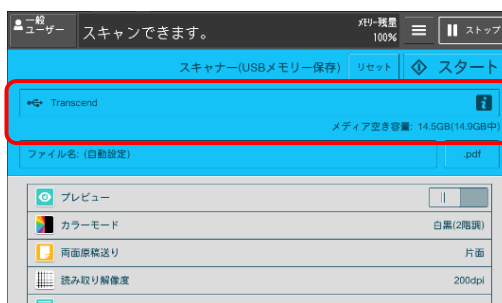 一般
ユーザー
スキャンできます。
メモリー残量
100%
ストップ
スキャナー(USBメモリー保存)
リセット
スタート
Transcend
メディア空き容量: 14.5GB(14.9GB中)
ファイル名: (自動設定)
.pdf
プレビュー
カラーモード
白黒(2階調)
両面原稿送り
片面
読み取り解像度
200dpi